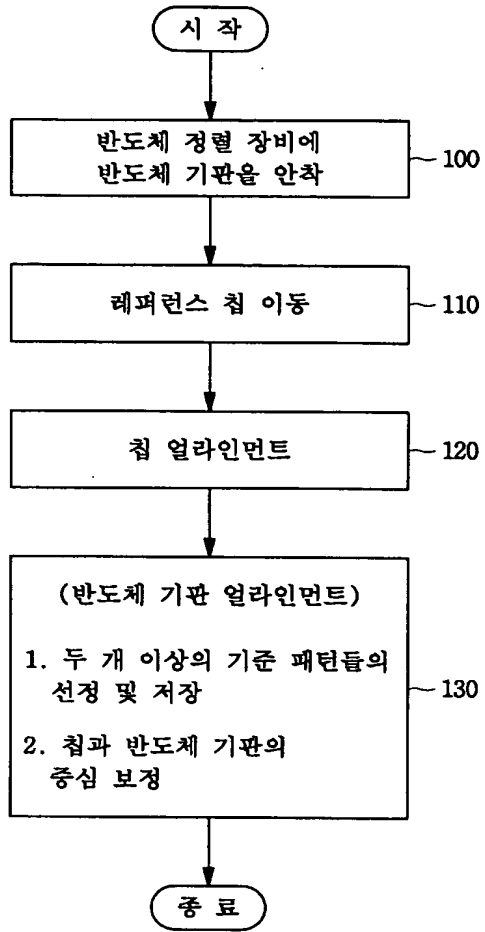 시 작
반도체 정렬 장비에
반도체 기판을 안착
100
레퍼런스 칩 이동
110
칩 얼라인먼트
120
(반도체 기판 얼라인먼트)
1. 두 개 이상의 기준 패턴들의
선정 및 저장
130
2. 칩과 반도체 기판의
중심 보정
종 료